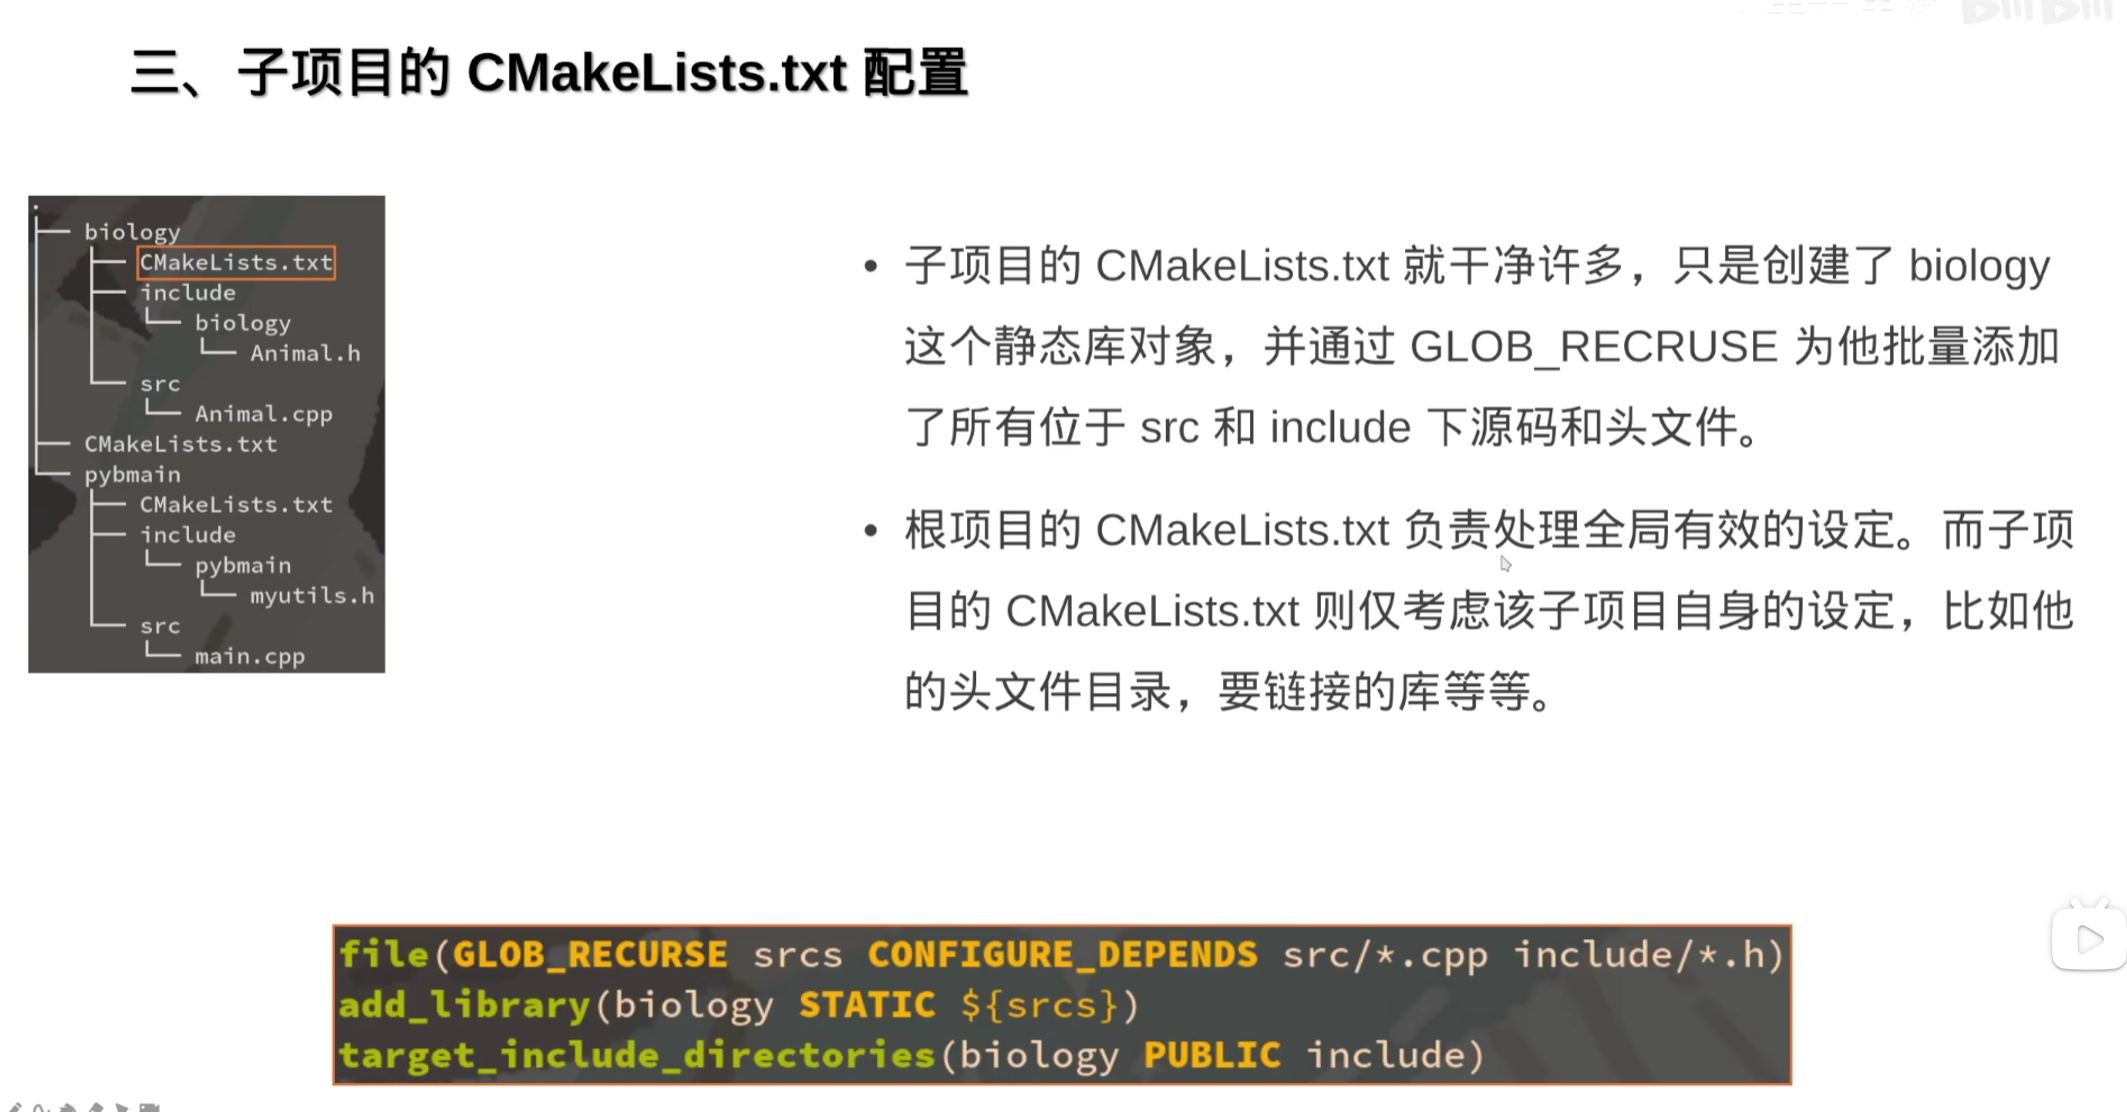 三、子项目的 CMakeLists.txt 配置
.
├── biology
│   ├── CMakeLists.txt
│   ├── include
│   │   └── biology
│   │       └── Animal.h
│   └── src
│       └── Animal.cpp
├── CMakeLists.txt
└── pybmain
    ├── CMakeLists.txt
    ├── include
    │   └── pybmain
    │       └── myutils.h
    └── src
        └── main.cpp
• 子项目的 CMakeLists.txt 就干净许多，只是创建了 biology
这个静态库对象，并通过 GLOB_RECRUSE 为他批量添加
了所有位于 src 和 include 下源码和头文件。
• 根项目的 CMakeLists.txt 负责处理全局有效的设定。而子项
目的 CMakeLists.txt 则仅考虑该子项目自身的设定，比如他
的头文件目录，要链接的库等等。
file(GLOB_RECURSE srcs CONFIGURE_DEPENDS src/*.cpp include/*.h)
add_library(biology STATIC ${srcs})
target_include_directories(biology PUBLIC include)